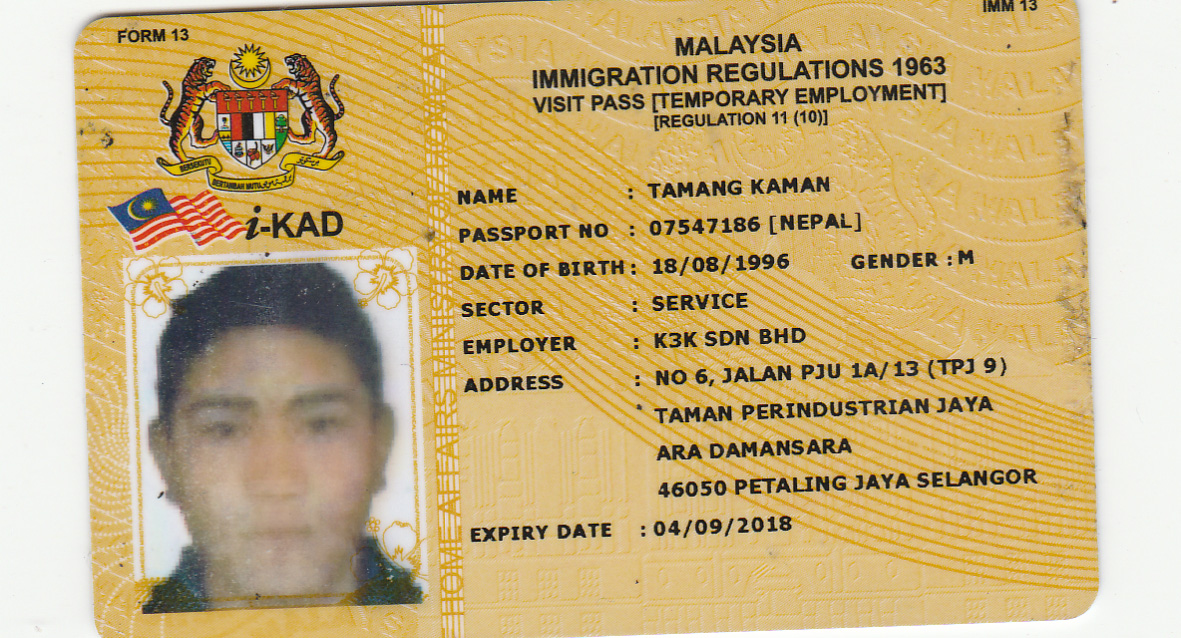 FORM 13
IMM 13
MALAYSIA
IMMIGRATION REGULATIONS 1963
VISIT PASS [TEMPORARY EMPLOYMENT]
[REGULATION 11 (10)]
BERSEKUTU
BERTAMBAH MUTU
i-KAD
NAME : TAMANG KAMAN
PASSPORT NO : 07547186 [NEPAL]
DATE OF BIRTH : 18/08/1996 GENDER : M
SECTOR : SERVICE
EMPLOYER : K3K SDN BHD
ADDRESS : NO 6, JALAN PJU 1A/13 (TPJ 9)
TAMAN PERINDUSTRIAN JAYA
ARA DAMANSARA
46050 PETALING JAYA SELANGOR
EXPIRY DATE : 04/09/2018